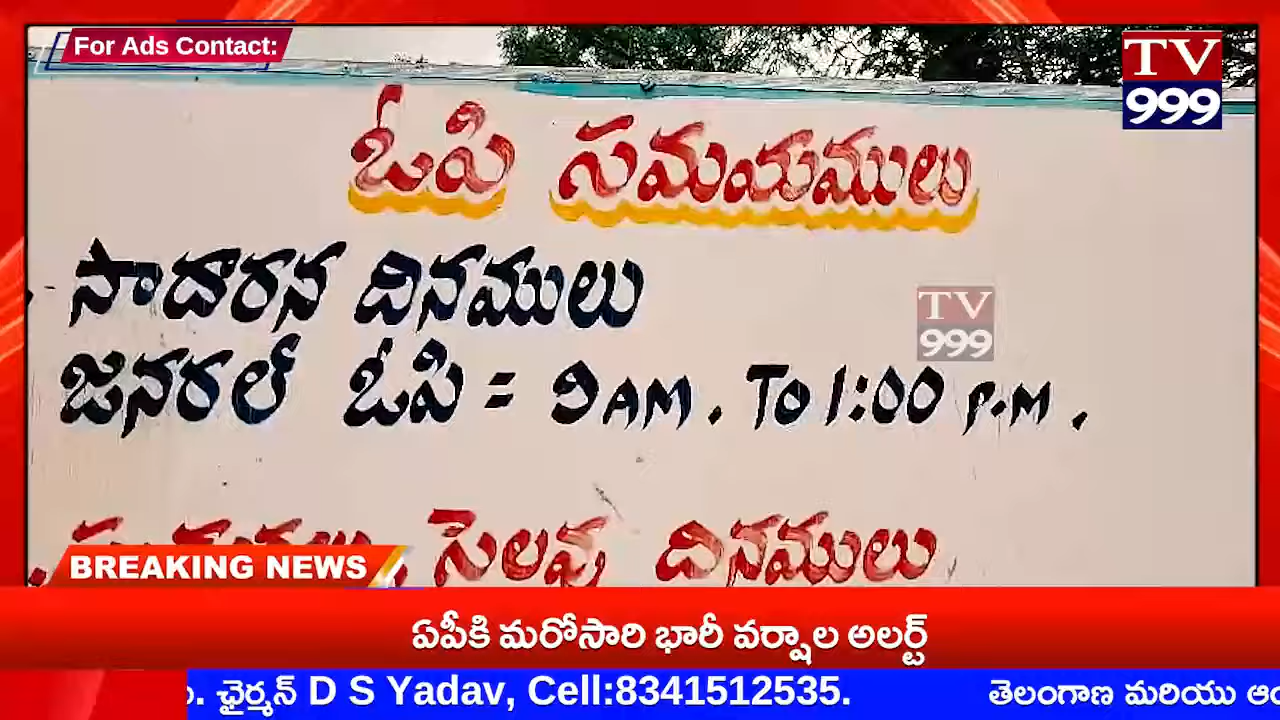 For Ads Contact:
TV
999
ఓపి సమయములు
సాదారన దినములు
TV
999
జనరల్ ఓపి = 9AM. To 1:00 P.M.
సెలవు దినములు
BREAKING NEWS
ఏపీకి మరోసారి భారీ వర్షాల అలర్ట్
ఛైర్మన్ D S Yadav, Cell:8341512535. తెలంగాణ మరియు